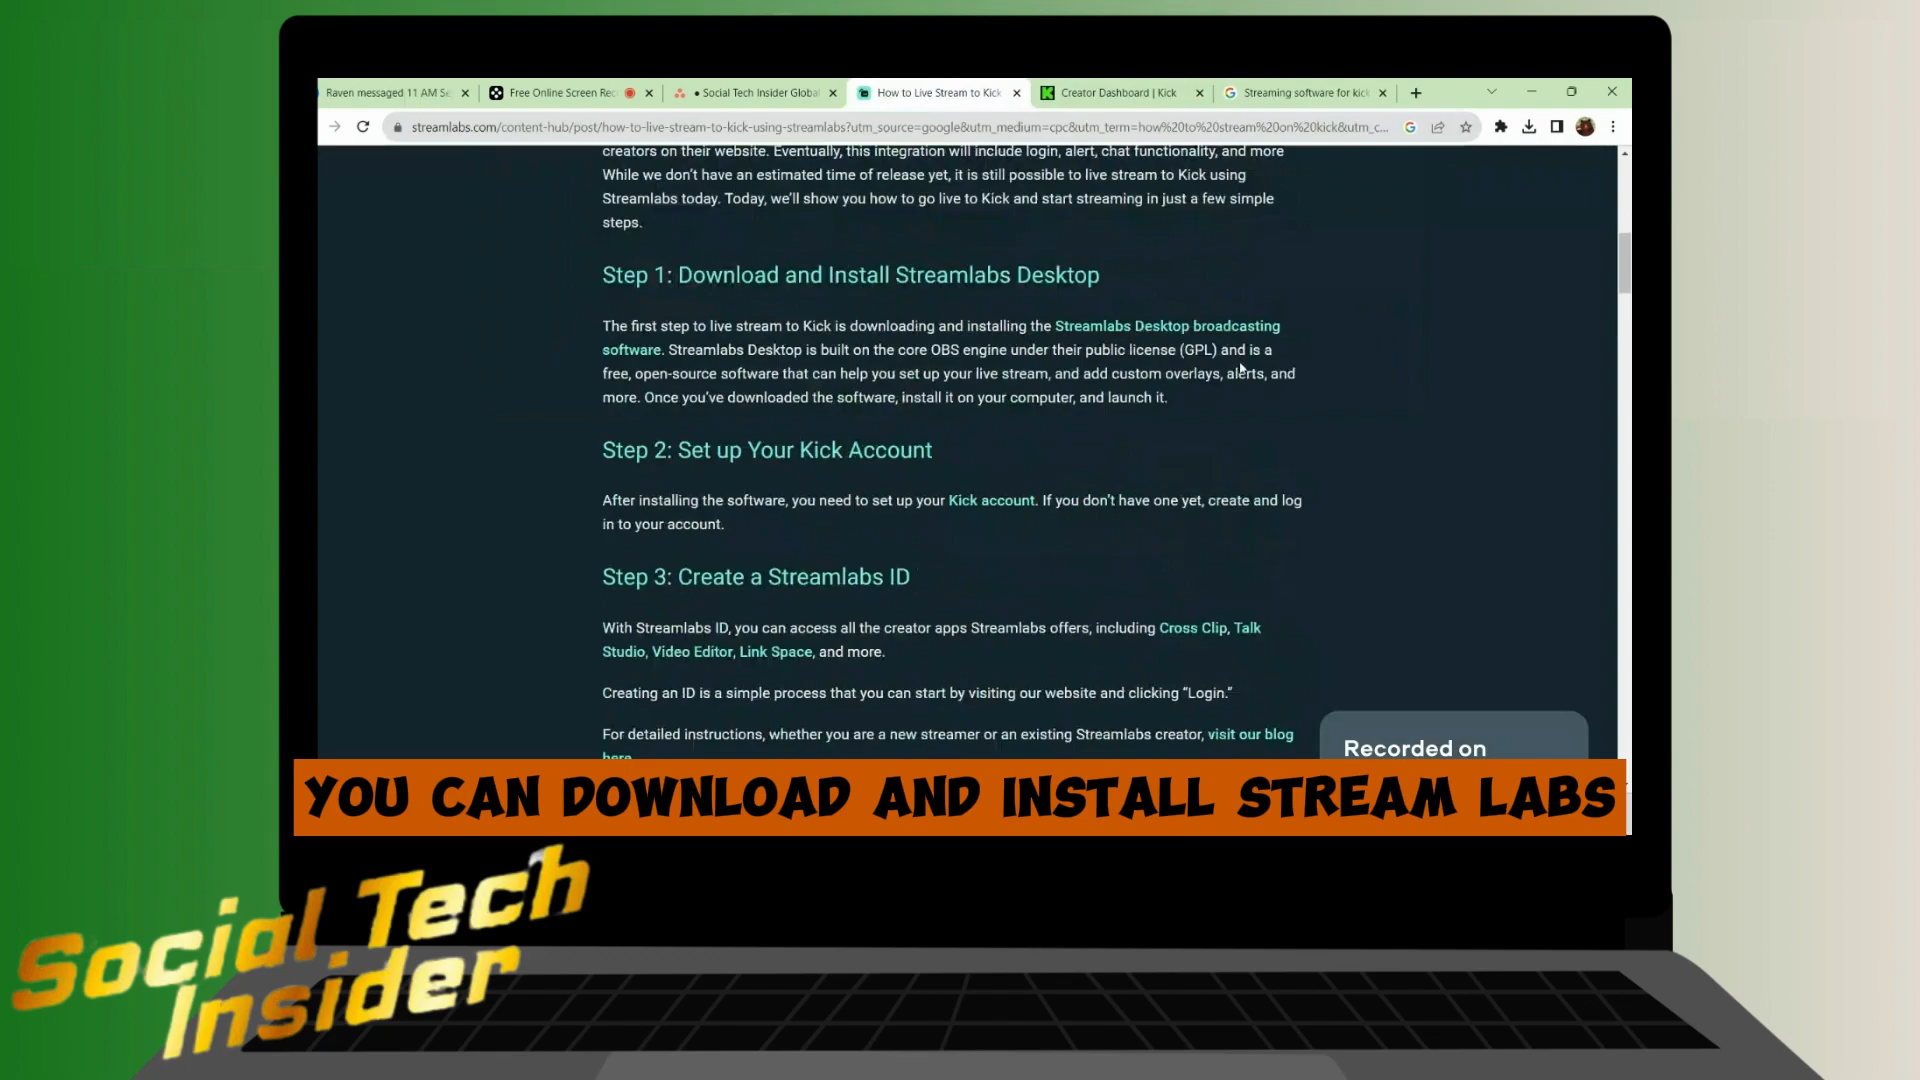 Raven messaged 11 AM Se
Free Online Screen Rec
• Social Tech Insider Global
How to Live Stream to Kick
Creator Dashboard | Kick
Streaming software for kick
streamlabs.com/content-hub/post/how-to-live-stream-to-kick-using-streamlabs?utm_source=google&utm_medium=cpc&utm_term=how%20to%20stream%20on%20kick&utm_c...
creators on their website. Eventually, this integration will include login, alert, chat functionality, and more
While we don't have an estimated time of release yet, it is still possible to live stream to Kick using
Streamlabs today. Today, we'll show you how to go live to Kick and start streaming in just a few simple
steps.
Step 1: Download and Install Streamlabs Desktop
The first step to live stream to Kick is downloading and installing the Streamlabs Desktop broadcasting
software. Streamlabs Desktop is built on the core OBS engine under their public license (GPL) and is a
free, open-source software that can help you set up your live stream, and add custom overlays, alerts, and
more. Once you've downloaded the software, install it on your computer, and launch it.
Step 2: Set up Your Kick Account
After installing the software, you need to set up your Kick account. If you don't have one yet, create and log
in to your account.
Step 3: Create a Streamlabs ID
With Streamlabs ID, you can access all the creator apps Streamlabs offers, including Cross Clip, Talk
Studio, Video Editor, Link Space, and more.
Creating an ID is a simple process that you can start by visiting our website and clicking “Login.”
For detailed instructions, whether you are a new streamer or an existing Streamlabs creator, visit our blog
here.
Recorded on
YOU CAN DOWNLOAD AND INSTALL STREAM LABS
Social Tech
Insider